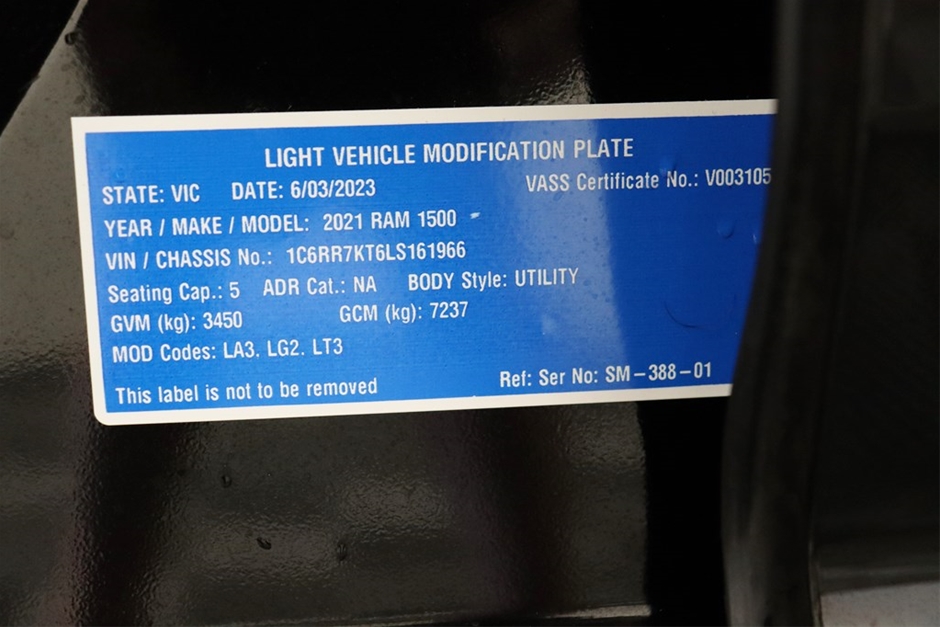 LIGHT VEHICLE MODIFICATION PLATE
STATE: VIC DATE: 6/03/2023 VASS Certificate No.: V003105
YEAR / MAKE / MODEL: 2021 RAM 1500
VIN / CHASSIS No.: 1C6RR7KT6LS161966
Seating Cap.: 5 ADR Cat.: NA BODY Style: UTILITY
GVM (kg): 3450 GCM (kg): 7237
MOD Codes: LA3. LG2. LT3
This label is not to be removed Ref: Ser No: SM-388-01